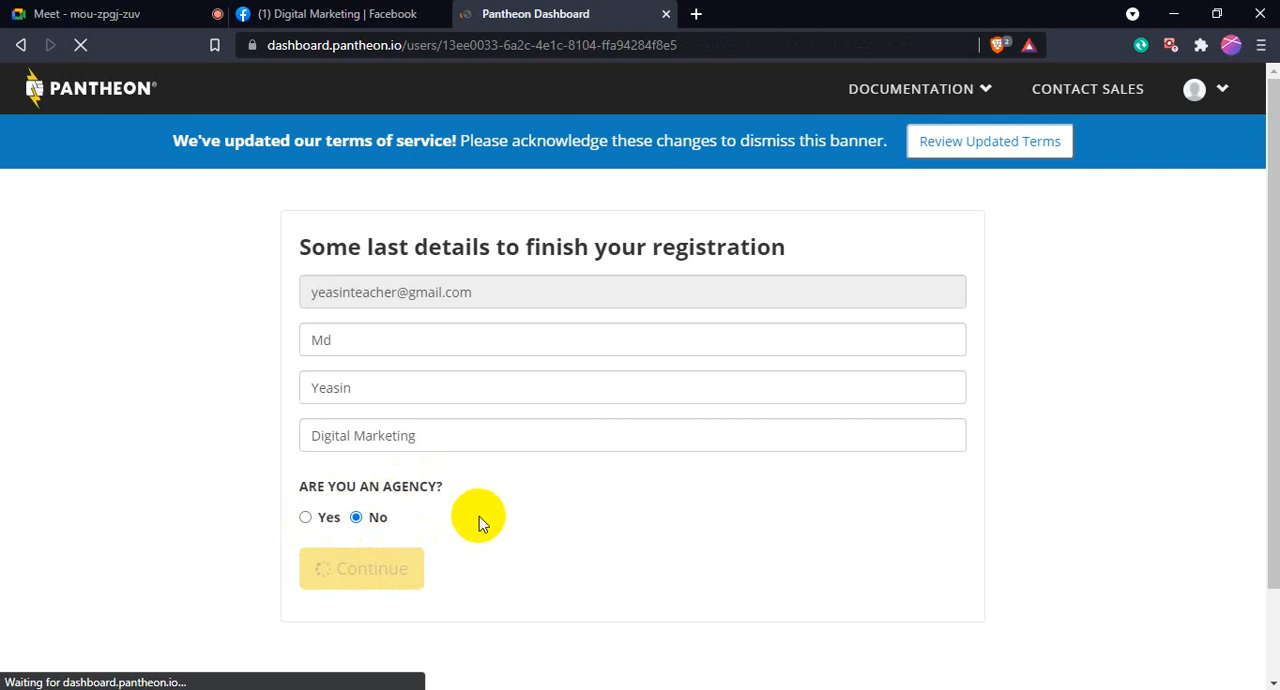 Meet - mou-zpgj-zuv
(1) Digital Marketing | Facebook
Pantheon Dashboard
dashboard.pantheon.io/users/13ee0033-6a2c-4e1c-8104-ffa94284f8e5
2
PANTHEON®
DOCUMENTATION
CONTACT SALES
We've updated our terms of service! Please acknowledge these changes to dismiss this banner.
Review Updated Terms
Some last details to finish your registration
yeasinteacher@gmail.com
Md
Yeasin
Digital Marketing
ARE YOU AN AGENCY?
Yes No
Continue
Waiting for dashboard.pantheon.io...